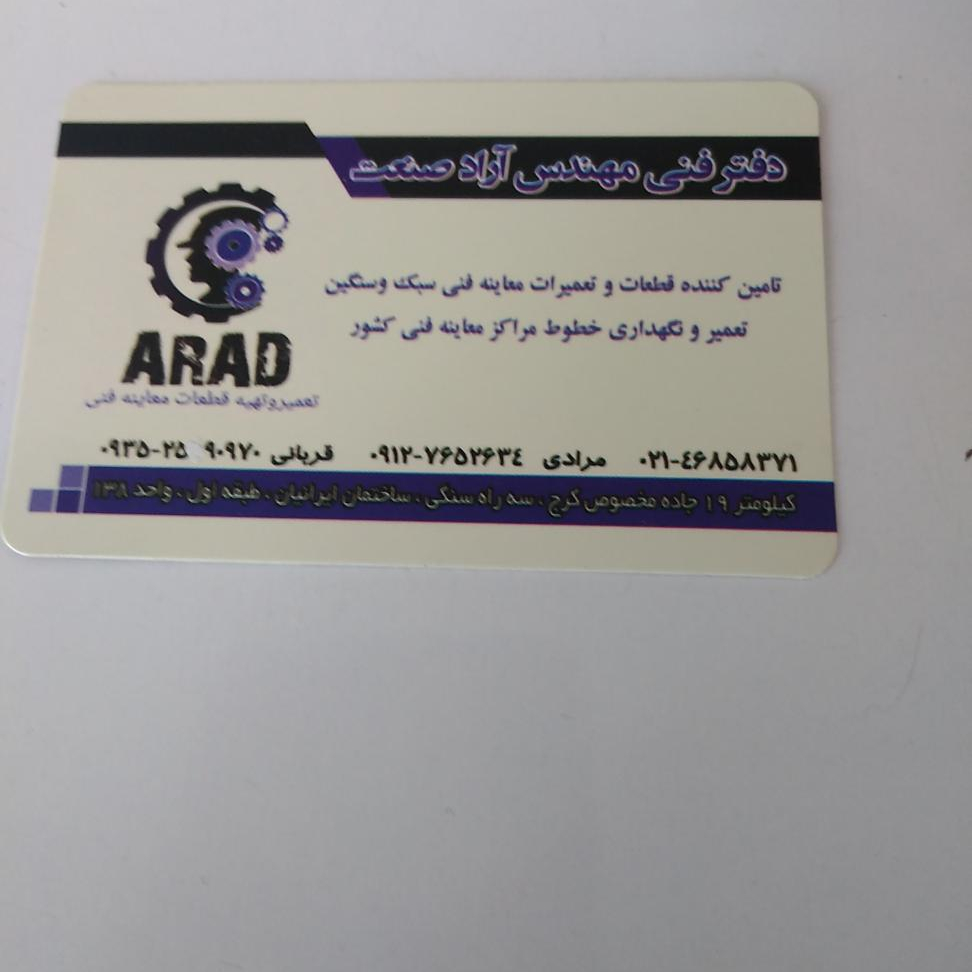 دفتر فنی مهندس آراد صنعت
تامین کننده قطعات و تعمیرات معاینه فنی سبک وسنگین
تعمیر و نگهداری خطوط مراکز معاینه فنی کشور
ARAD
تعمیروتهیه قطعات معاینه فنی
۰۲۱-٤۶۸۵۸۳۷۱ مرادی ۰۹۱۲-۷۶۵۲۶۳٤ قربانی
کیلومتر ۱۹ جاده مخصوص کرج ، سه راه سنگی ، ساختمان ایرانیان ، طبقه اول ، واحد ۱۳۸